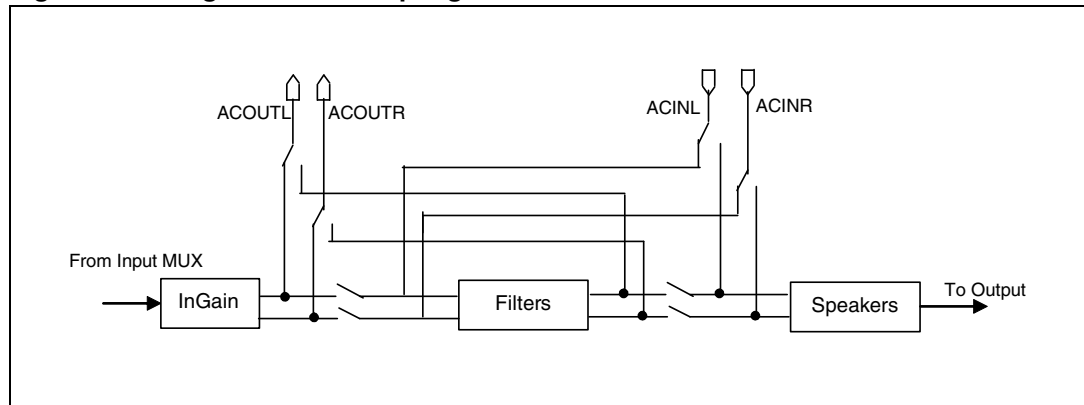 ACOUTL
ACOUTR
ACINL
ACINR
From Input MUX
InGain
Filters
Speakers
To Output